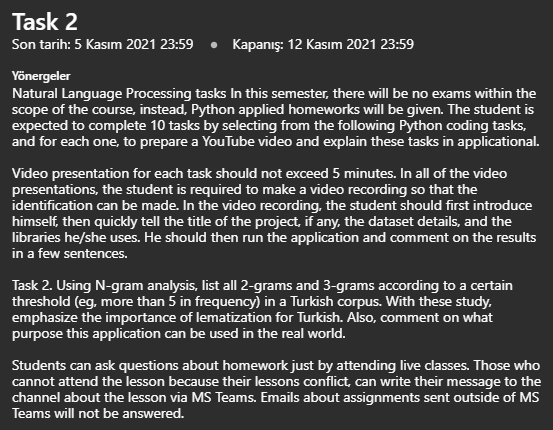 Task 2
Son tarih: 5 Kasım 2021 23:59 • Kapanış: 12 Kasım 2021 23:59
Yönergeler
Natural Language Processing tasks In this semester, there will be no exams within the
scope of the course, instead, Python applied homeworks will be given. The student is
expected to complete 10 tasks by selecting from the following Python coding tasks,
and for each one, to prepare a YouTube video and explain these tasks in applicational.
Video presentation for each task should not exceed 5 minutes. In all of the video
presentations, the student is required to make a video recording so that the
identification can be made. In the video recording, the student should first introduce
himself, then quickly tell the title of the project, if any, the dataset details, and the
libraries he/she uses. He should then run the application and comment on the results
in a few sentences.
Task 2. Using N-gram analysis, list all 2-grams and 3-grams according to a certain
threshold (eg, more than 5 in frequency) in a Turkish corpus. With these study,
emphasize the importance of lematization for Turkish. Also, comment on what
purpose this application can be used in the real world.
Students can ask questions about homework just by attending live classes. Those who
cannot attend the lesson because their lessons conflict, can write their message to the
channel about the lesson via MS Teams. Emails about assignments sent outside of MS
Teams will not be answered.